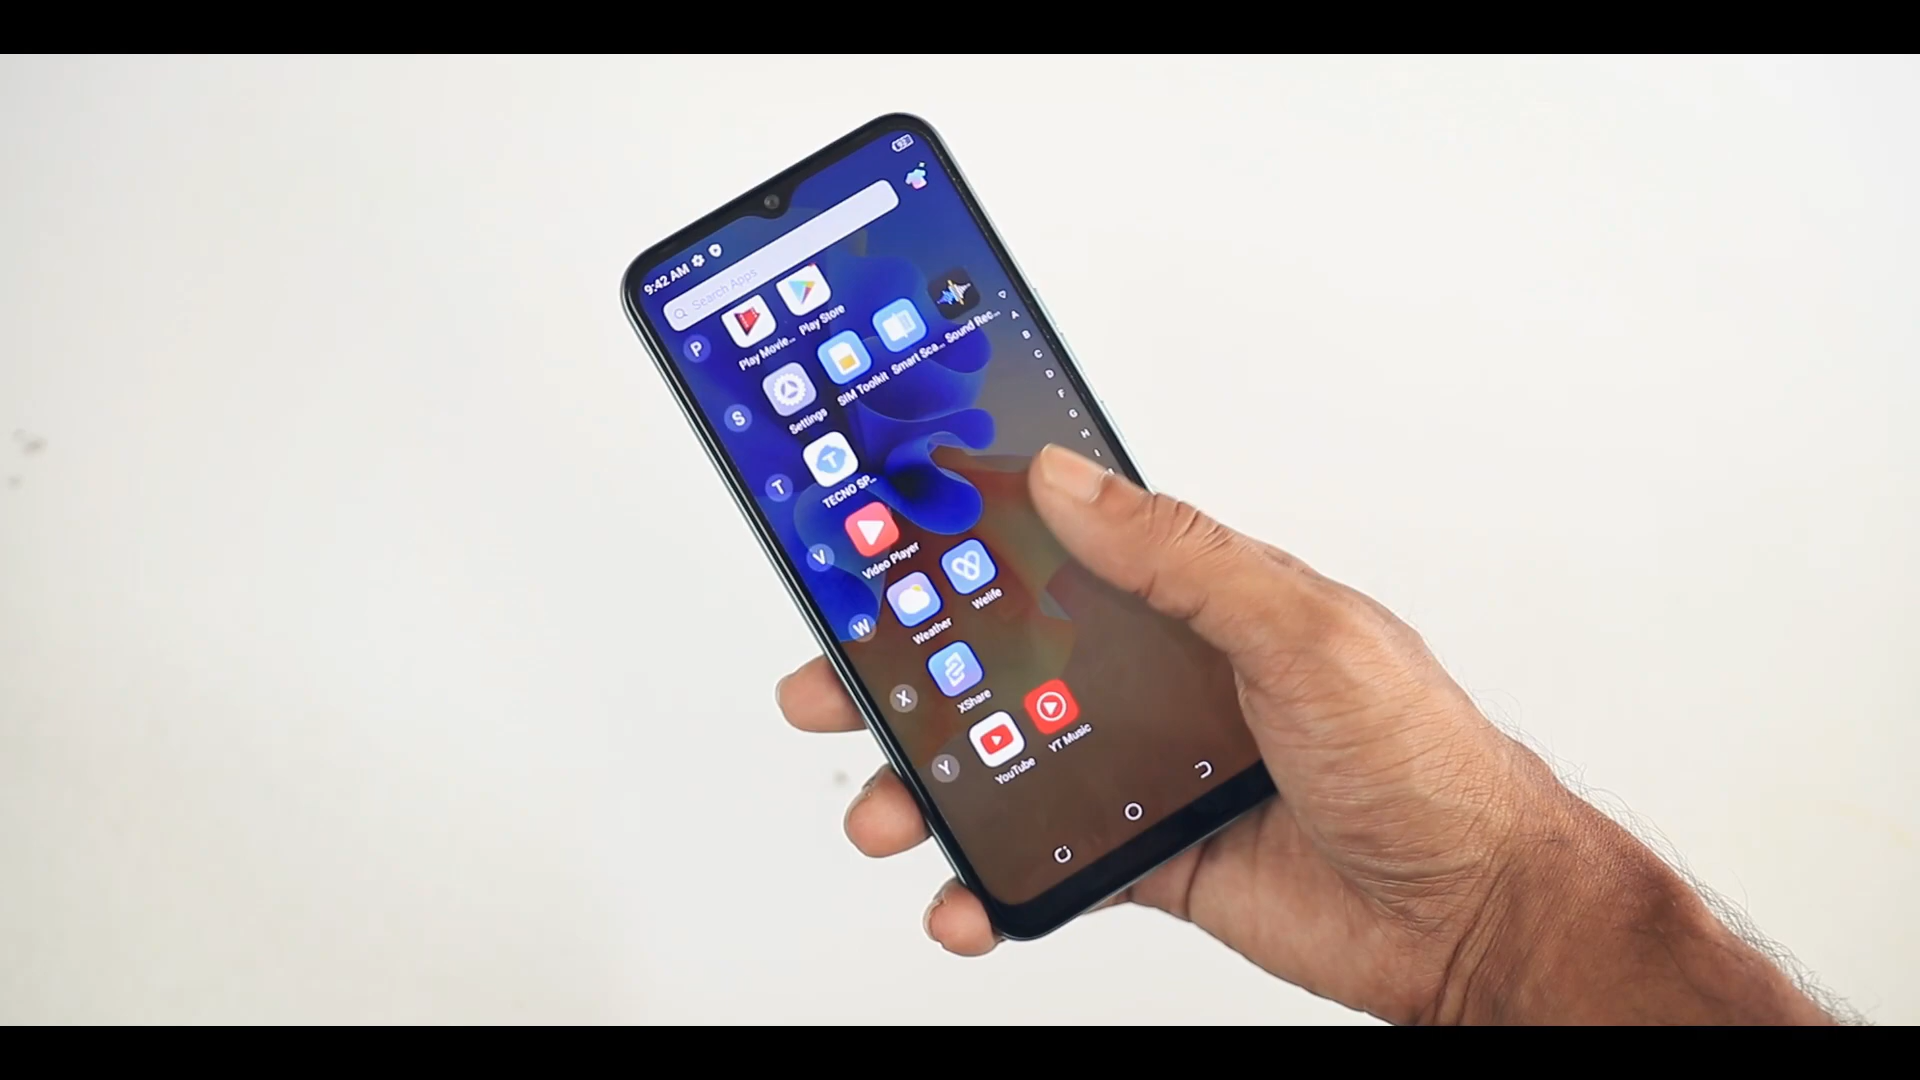 9:42 AM
92
Search Apps
P
Play Movie...
Play Store
S
Settings
SIM Toolkit
Smart Sca...
Sound Rec...
T
TECNO SP...
V
Video Player
W
Weather
Welife
X
XShare
Y
YouTube
YT Music
A
B
C
D
F
G
H
I